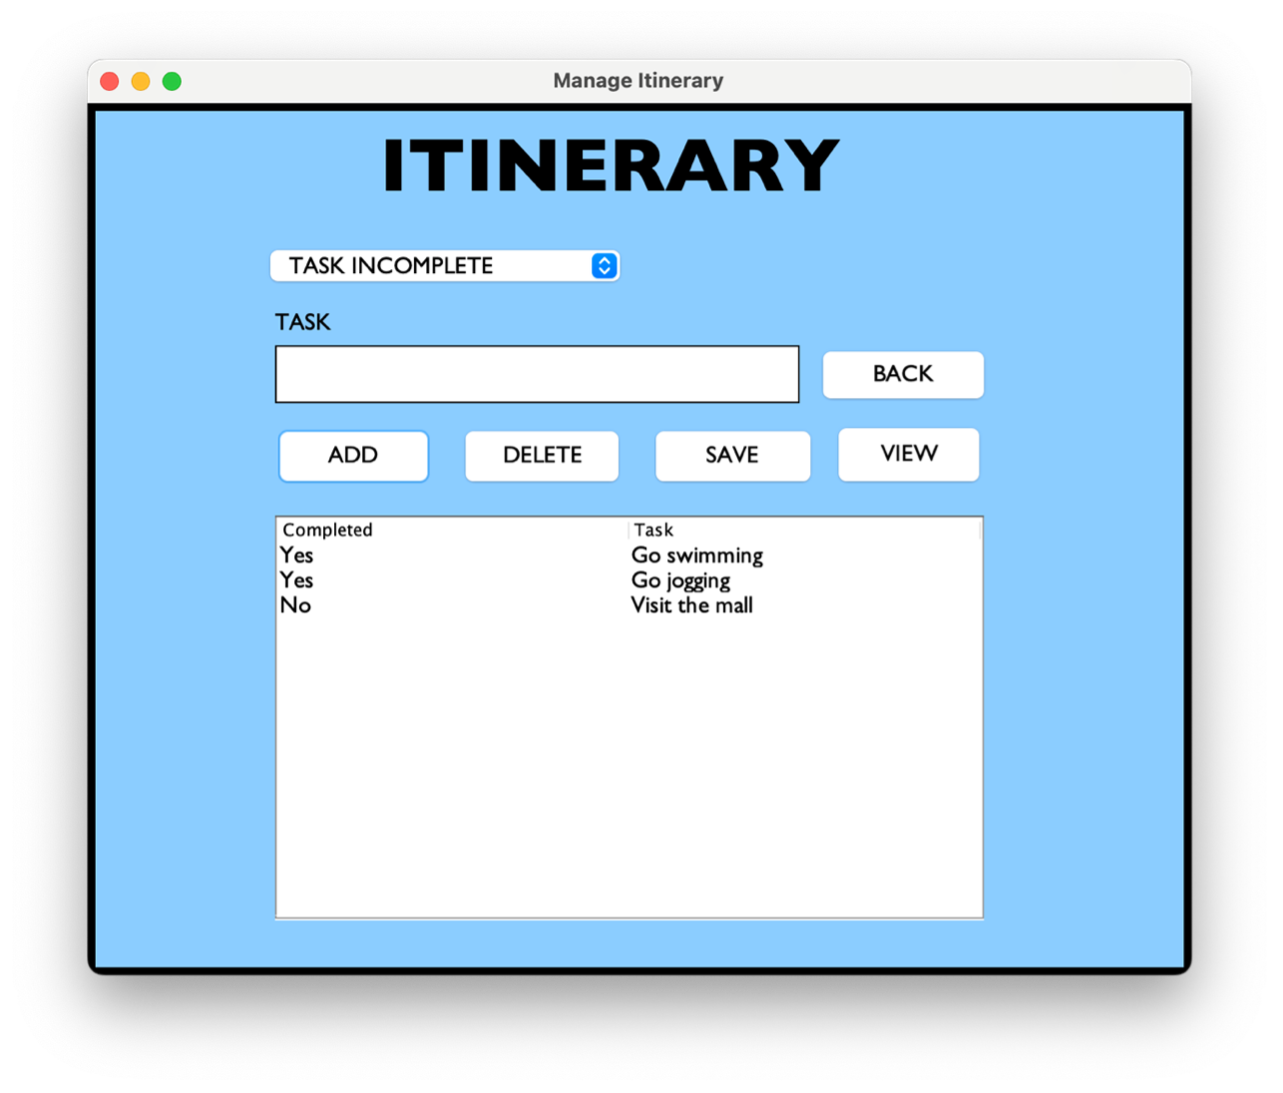 Manage Itinerary
ITINERARY
TASK INCOMPLETE
TASK
BACK
ADD DELETE SAVE VIEW
Completed Task
Yes Go swimming
Yes Go jogging
No Visit the mall